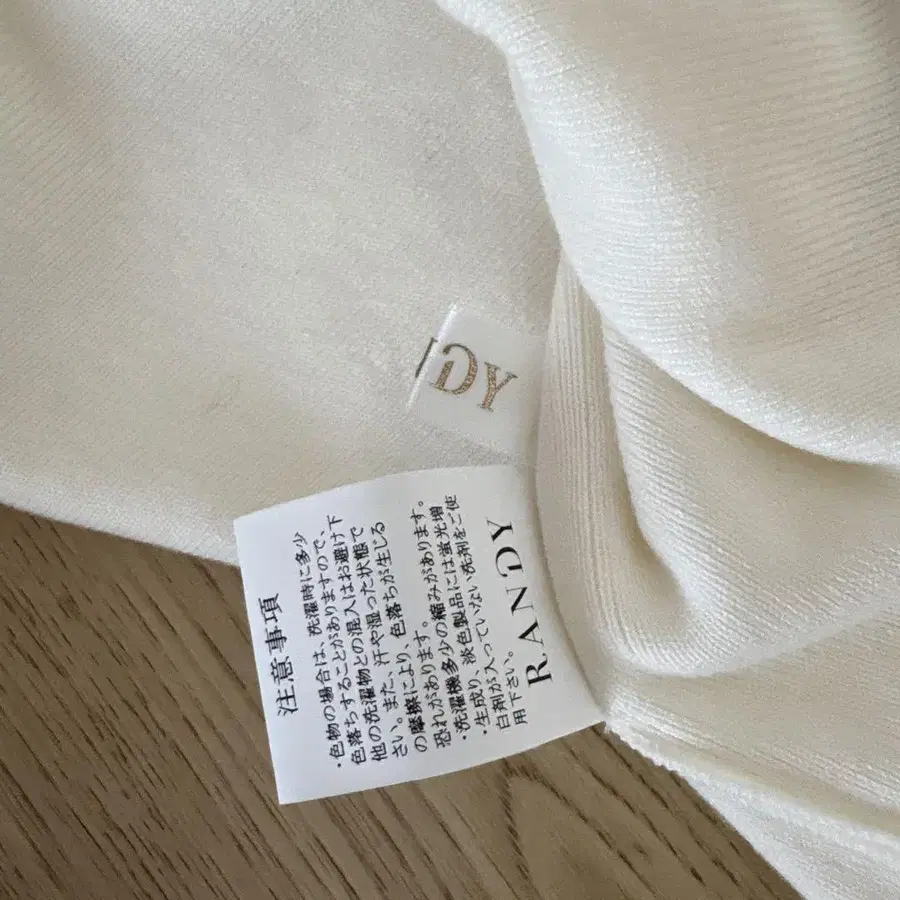 DY
注意事項
・色物の場合は、洗濯時に多少
色落ちすることがありますので、
他の洗濯物との混入はお避け下
さい。また、汗や湿った状態で
の摩擦により、色落ちが生じる
恐れがあります。
・洗濯機多少の縮みがあります。
・生成り、淡色製品には蛍光増
白剤が入っていない洗剤をご使
用下さい。
RANDY